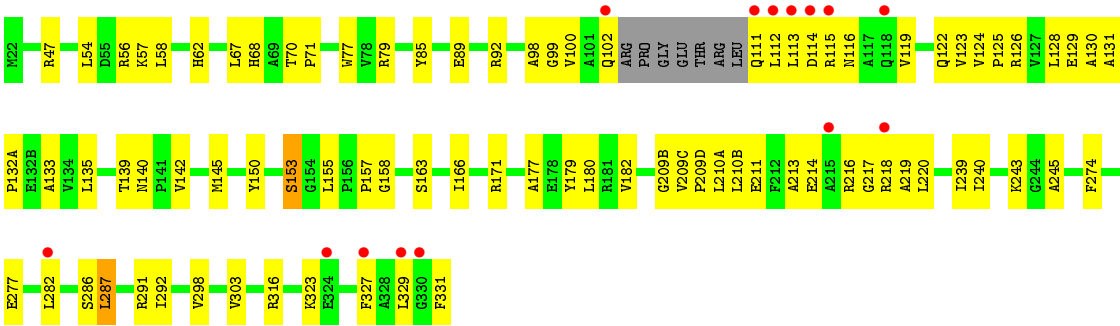 M22 R47 L54 D55 R56 K57 L58 H62 L67 H68 A69 T70 P71 W77 V78 R79 Y85 E89 R92 A98 G99 V100 A101 Q102 ARG PRO GLY GLU THR ARG LEU Q111 L112 L113 D114 R115 N116 A117 Q118 V119 Q122 V123 V124 P125 R126 V127 L128 E129 A130 A131
P132A E132B A133 V134 L135 T139 N140 P141 V142 M145 Y150 S153 G154 L155 P156 P157 G158 S163 I166 R171 A177 E178 Y179 L180 R181 V182 G209B V209C P209D L210A L210B E211 F212 A213 E214 A215 R216 G217 R218 A219 L220 I239 I240 K243 G244 A245 F274
E277 L282 S286 L287 R291 I292 V298 V303 R316 K323 E324 F327 A328 L329 G330 F331